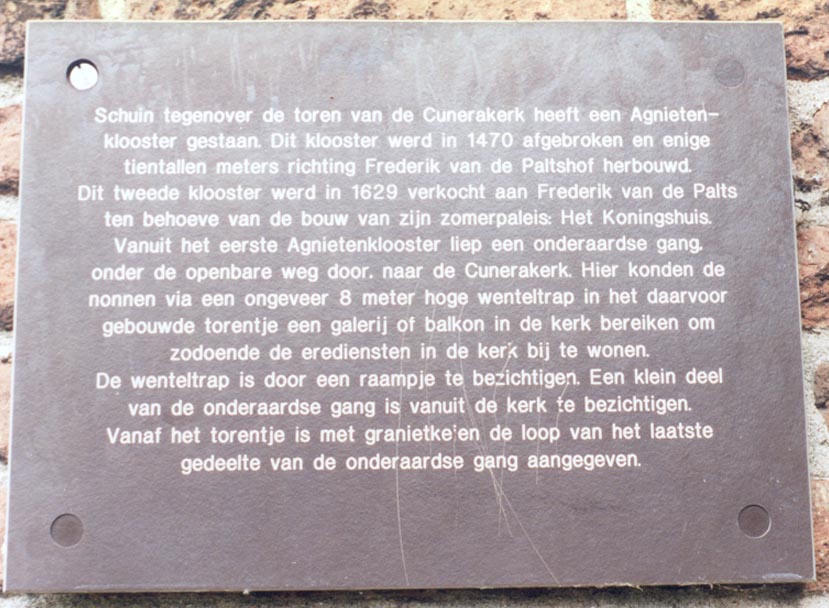 Schuin tegenover de toren van de Cunerakerk heeft een Agnieten-
klooster gestaan. Dit klooster werd in 1470 afgebroken en enige
tientallen meters richting Frederik van de Paltshof herbouwd.
Dit tweede klooster werd in 1629 verkocht aan Frederik van de Palts
ten behoeve van de bouw van zijn zomerpaleis: Het Koningshuis.
Vanuit het eerste Agnietenklooster liep een onderaardse gang,
onder de openbare weg door, naar de Cunerakerk. Hier konden de
nonnen via een ongeveer 8 meter hoge wenteltrap in het daarvoor
gebouwde torentje een galerij of balkon in de kerk bereiken om
zodoende de erediensten in de kerk bij te wonen.
De wenteltrap is door een raampje te bezichtigen. Een klein deel
van de onderaardse gang is vanuit de kerk te bezichtigen.
Vanaf het torentje is met granietkeien de loop van het laatste
gedeelte van de onderaardse gang aangegeven.